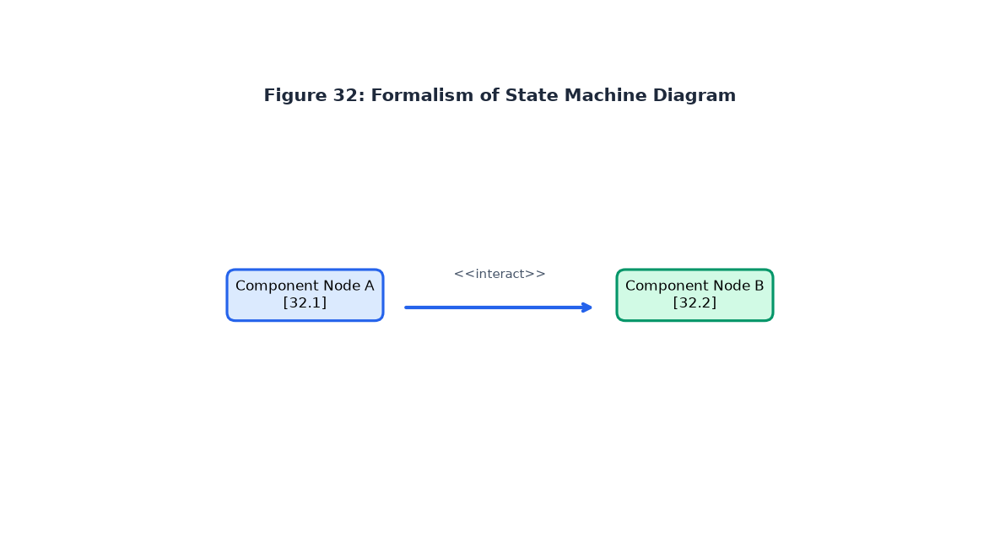 Figure 32: Formalism of State Machine Diagram
<<interact>>
Component Node A
[32.1]
Component Node B
[32.2]